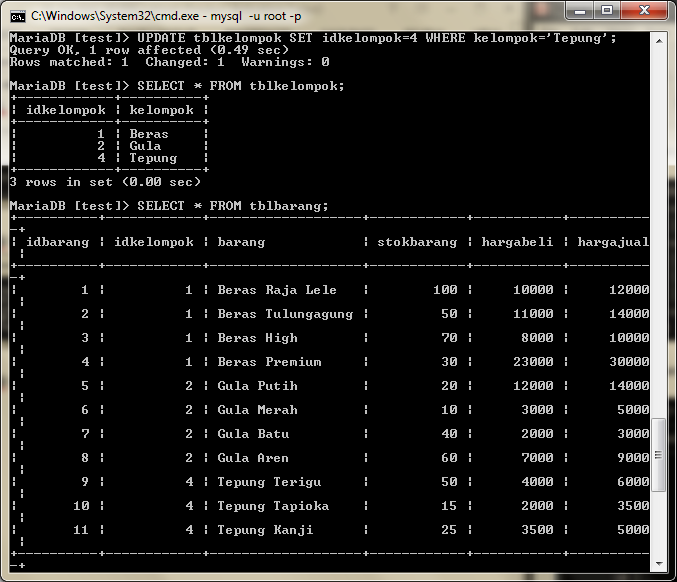 C:\Windows\System32\cmd.exe - mysql  -u root -p
MariaDB [test]> UPDATE tblkelompok SET idkelompok=4 WHERE kelompok='Tepung';
Query OK, 1 row affected (0.49 sec)
Rows matched: 1  Changed: 1  Warnings: 0
MariaDB [test]> SELECT * FROM tblkelompok;
+------------+----------+
¦ idkelompok ¦ kelompok ¦
+------------+----------+
¦          1 ¦ Beras    ¦
¦          2 ¦ Gula     ¦
¦          4 ¦ Tepung   ¦
+------------+----------+
3 rows in set (0.00 sec)
MariaDB [test]> SELECT * FROM tblbarang;
+----------+------------+-------------------+------------+-----------+----------
-+
¦ idbarang ¦ idkelompok ¦ barang            ¦ stokbarang ¦ hargabeli ¦ hargajual
 ¦
+----------+------------+-------------------+------------+-----------+----------
-+
¦        1 ¦          1 ¦ Beras Raja Lele   ¦        100 ¦     10000 ¦     12000
 ¦
¦        2 ¦          1 ¦ Beras Tulungagung ¦         50 ¦     11000 ¦     14000
 ¦
¦        3 ¦          1 ¦ Beras High        ¦         70 ¦      8000 ¦     10000
 ¦
¦        4 ¦          1 ¦ Beras Premium     ¦         30 ¦     23000 ¦     30000
 ¦
¦        5 ¦          2 ¦ Gula Putih        ¦         20 ¦     12000 ¦     14000
 ¦
¦        6 ¦          2 ¦ Gula Merah        ¦         10 ¦      3000 ¦      5000
 ¦
¦        7 ¦          2 ¦ Gula Batu         ¦         40 ¦      2000 ¦      3000
 ¦
¦        8 ¦          2 ¦ Gula Aren         ¦         60 ¦      7000 ¦      9000
 ¦
¦        9 ¦          4 ¦ Tepung Terigu     ¦         50 ¦      4000 ¦      6000
 ¦
¦       10 ¦          4 ¦ Tepung Tapioka    ¦         15 ¦      2000 ¦      3500
 ¦
¦       11 ¦          4 ¦ Tepung Kanji      ¦         25 ¦      3500 ¦      5000
 ¦
+----------+------------+-------------------+------------+-----------+----------
-+